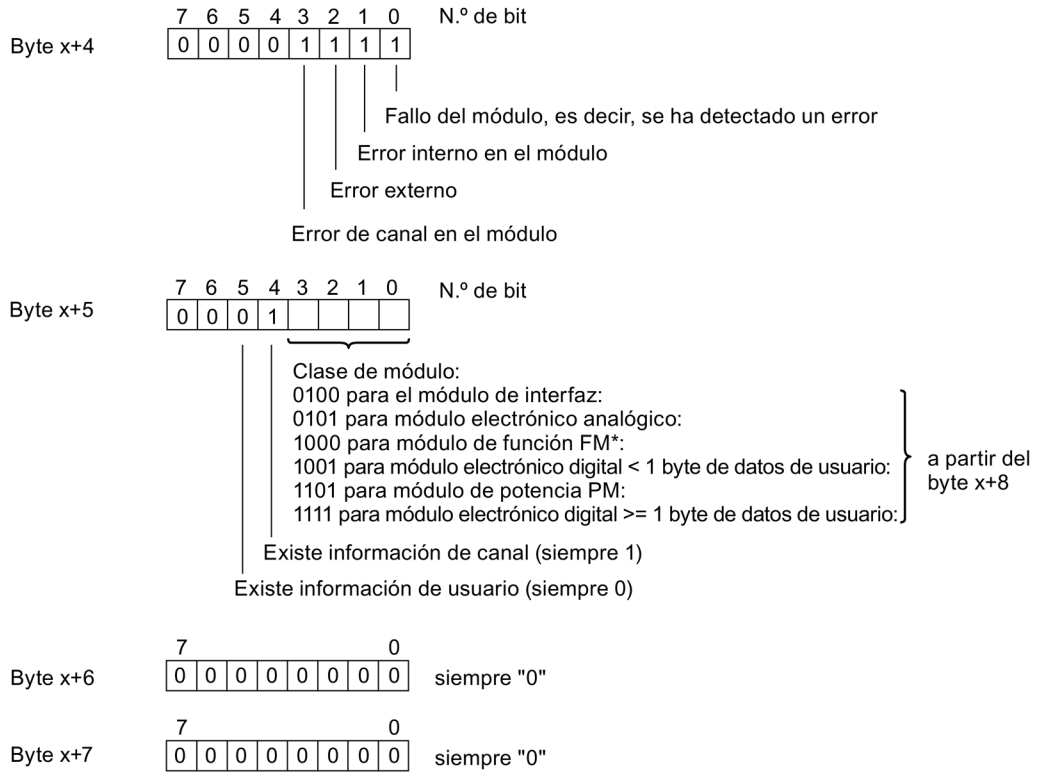 7 6 5 4 3 2 1 0 N.º de bit
Byte x+4 0 0 0 0 1 1 1 1
Fallo del módulo, es decir, se ha detectado un error
Error interno en el módulo
Error externo
Error de canal en el módulo
7 6 5 4 3 2 1 0 N.º de bit
Byte x+5 0 0 0 1
Clase de módulo:
0100 para el módulo de interfaz:
0101 para módulo electrónico analógico:
1000 para módulo de función FM*:
1001 para módulo electrónico digital < 1 byte de datos de usuario:
1101 para módulo de potencia PM:
1111 para módulo electrónico digital >= 1 byte de datos de usuario:
a partir del
byte x+8
Existe información de canal (siempre 1)
Existe información de usuario (siempre 0)
7 0
Byte x+6 0 0 0 0 0 0 0 0 siempre "0"
7 0
Byte x+7 0 0 0 0 0 0 0 0 siempre "0"